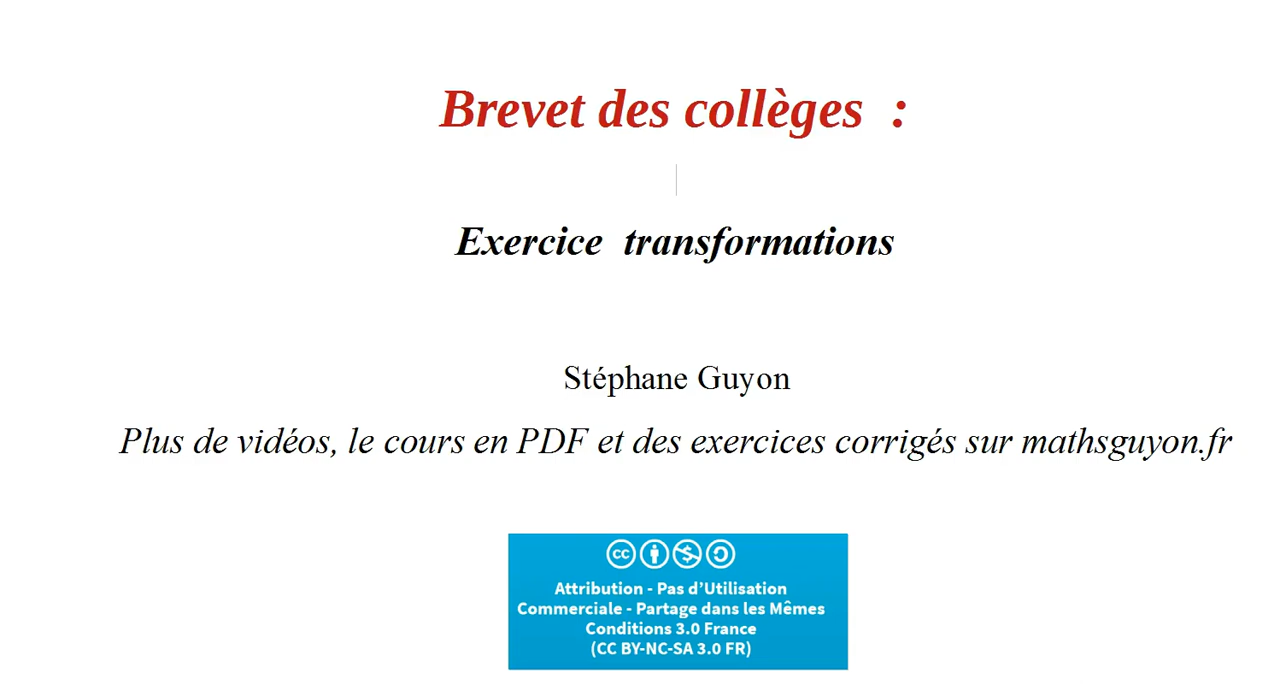 Brevet des collèges :
Exercice transformations
Stéphane Guyon
Plus de vidéos, le cours en PDF et des exercices corrigés sur mathsguyon.fr
cc
Attribution - Pas d'Utilisation
Commerciale - Partage dans les Mêmes
Conditions 3.0 France
(CC BY-NC-SA 3.0 FR)